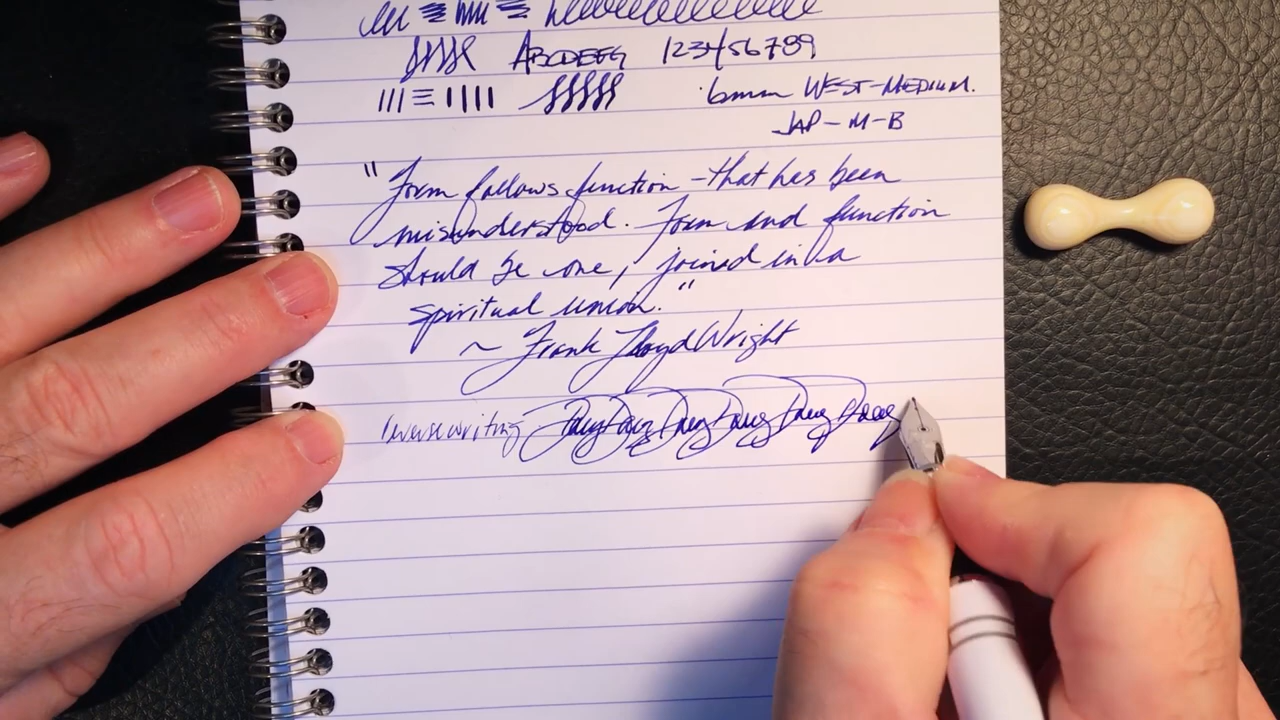 ABCDEFG 123456789
6mm WEST-MEDIUM.
JAP-M-B
"Form follows function - that has been
misunderstood. Form and function
should be one, joined in a
spiritual union."
~ Frank Lloyd Wright
reverse writing